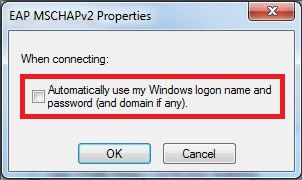 EAP MSCHAPv2 Properties
When connecting:
Automatically use my Windows logon name and
password (and domain if any).
OK Cancel